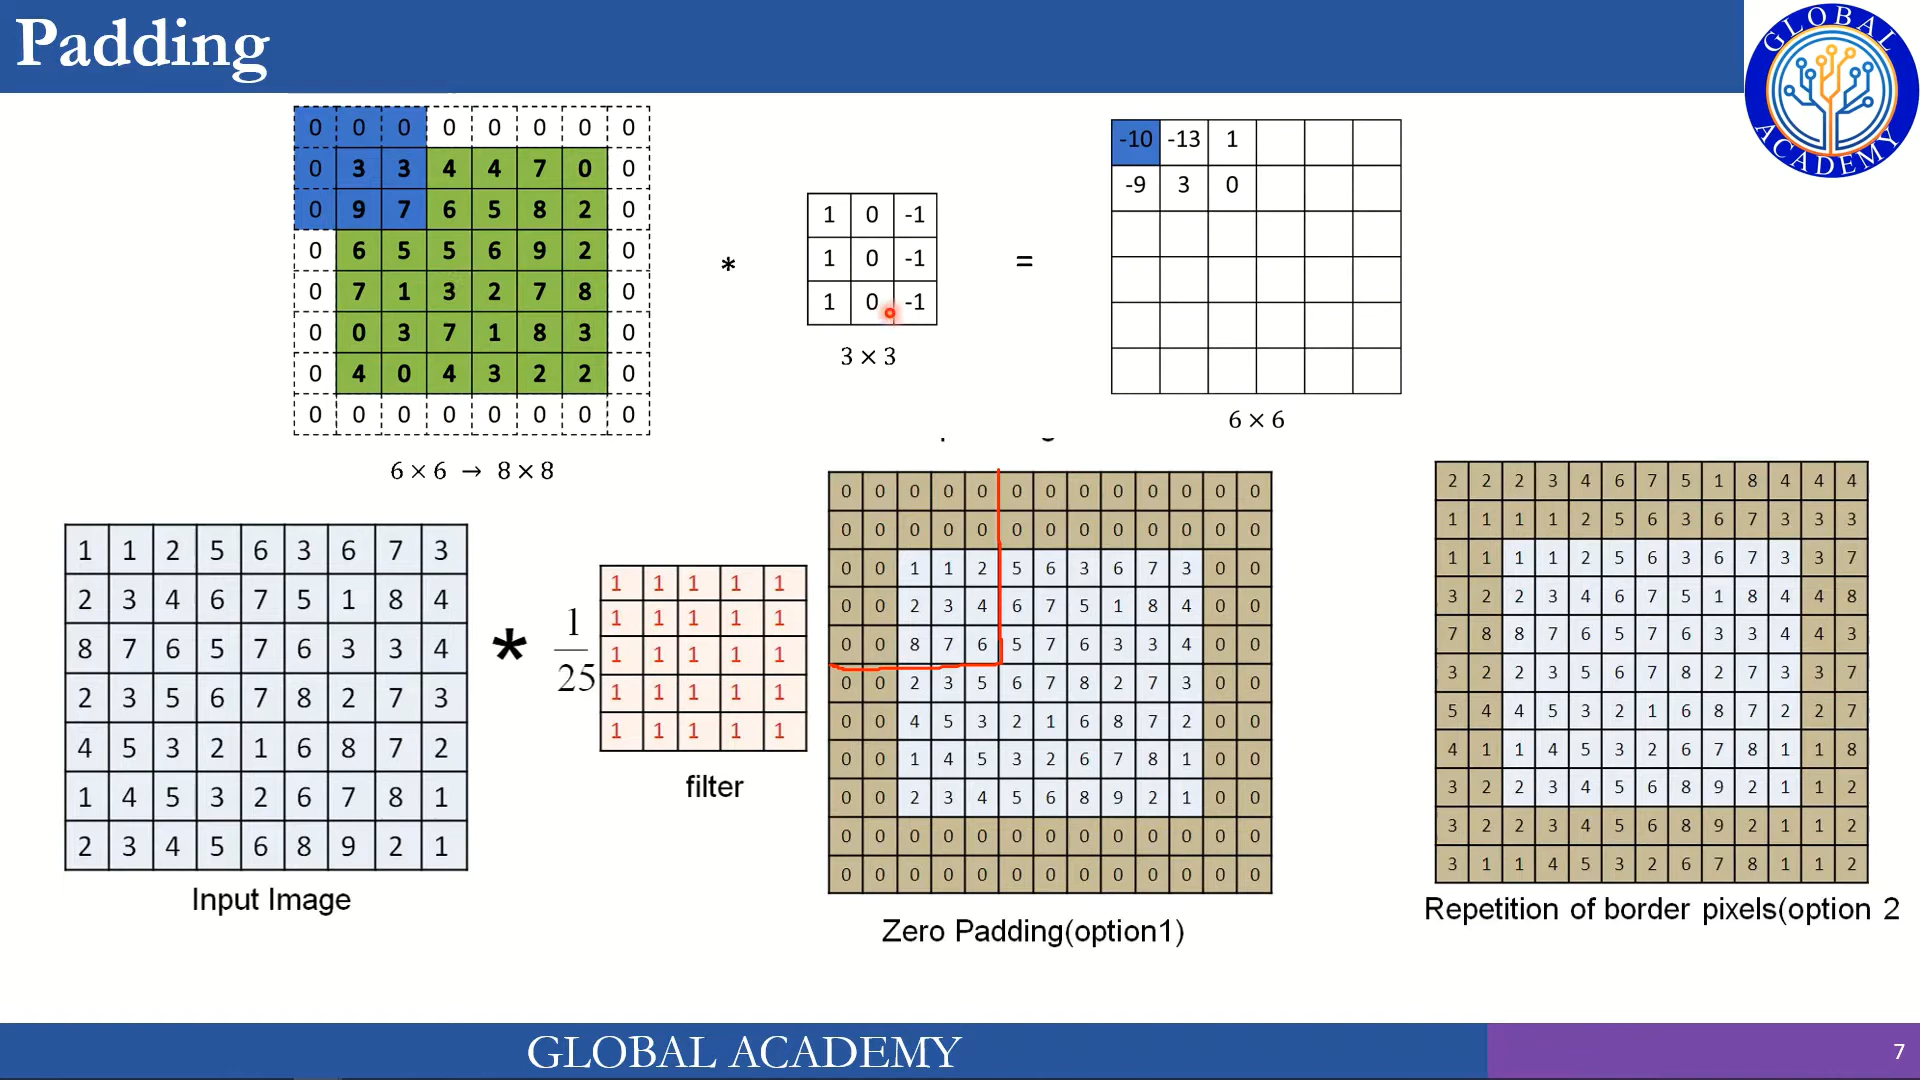 Padding
GLOBAL ACADEMY
0 0 0 0 0 0 0 0
0 3 3 4 4 7 0 0
0 9 7 6 5 8 2 0
0 6 5 5 6 9 2 0
0 7 1 3 2 7 8 0
0 0 3 7 1 8 3 0
0 4 0 4 3 2 2 0
0 0 0 0 0 0 0 0
6 × 6 → 8 × 8
*
1 0 -1
1 0 -1
1 0 -1
3 × 3
=
-10 -13 1
-9 3 0
6 × 6
1 1 2 5 6 3 6 7 3
2 3 4 6 7 5 1 8 4
8 7 6 5 7 6 3 3 4
2 3 5 6 7 8 2 7 3
4 5 3 2 1 6 8 7 2
1 4 5 3 2 6 7 8 1
2 3 4 5 6 8 9 2 1
Input Image
*
1
25
1 1 1 1 1
1 1 1 1 1
1 1 1 1 1
1 1 1 1 1
1 1 1 1 1
filter
0 0 0 0 0 0 0 0 0 0 0 0 0
0 0 0 0 0 0 0 0 0 0 0 0 0
0 0 1 1 2 5 6 3 6 7 3 0 0
0 0 2 3 4 6 7 5 1 8 4 0 0
0 0 8 7 6 5 7 6 3 3 4 0 0
0 0 2 3 5 6 7 8 2 7 3 0 0
0 0 4 5 3 2 1 6 8 7 2 0 0
0 0 1 4 5 3 2 6 7 8 1 0 0
0 0 2 3 4 5 6 8 9 2 1 0 0
0 0 0 0 0 0 0 0 0 0 0 0 0
0 0 0 0 0 0 0 0 0 0 0 0 0
Zero Padding(option1)
2 2 2 3 4 6 7 5 1 8 4 4 4
1 1 1 1 2 5 6 3 6 7 3 3 3
1 1 1 1 2 5 6 3 6 7 3 3 7
3 2 2 3 4 6 7 5 1 8 4 4 8
7 8 8 7 6 5 7 6 3 3 4 4 3
3 2 2 3 5 6 7 8 2 7 3 3 7
5 4 4 5 3 2 1 6 8 7 2 2 7
4 1 1 4 5 3 2 6 7 8 1 1 8
3 2 2 3 4 5 6 8 9 2 1 1 2
3 2 2 3 4 5 6 8 9 2 1 1 2
3 1 1 4 5 3 2 6 7 8 1 1 2
Repetition of border pixels(option 2
GLOBAL ACADEMY
7